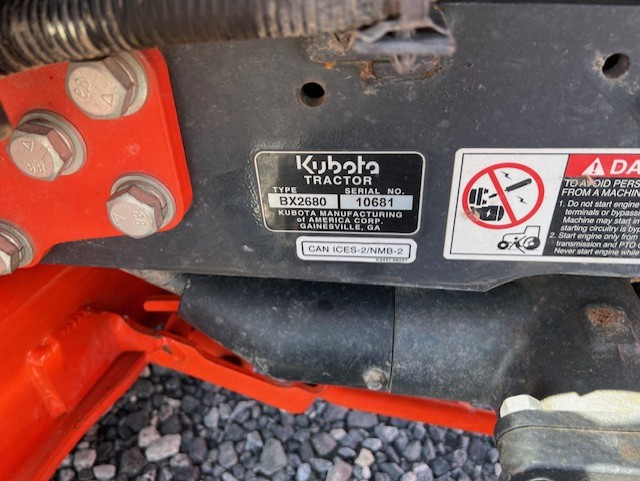 Kubota
TRACTOR
TYPE SERIAL NO.
BX2680 10681
KUBOTA MANUFACTURING
of AMERICA CORP.
GAINESVILLE, GA
CAN ICES-2/NMB-2
DA
TO AVOID PERS
FROM A MACHIN
1. Do not start engine
terminals or bypass
Machine may start in
starting circuitry is byp
2. Start engine only from
transmission and PTO
Never start engine while